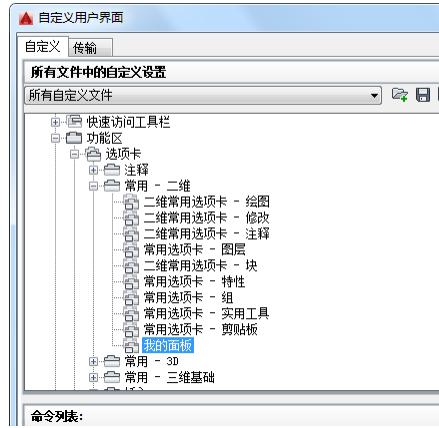 自定义用户界面
自定义 传输
所有文件中的自定义设置
所有自定义文件
快速访问工具栏
功能区
选项卡
注释
常用 - 二维
二维常用选项卡 - 绘图
二维常用选项卡 - 修改
二维常用选项卡 - 注释
常用选项卡 - 图层
二维常用选项卡 - 块
常用选项卡 - 特性
常用选项卡 - 组
常用选项卡 - 实用工具
常用选项卡 - 剪贴板
我的面板
常用 - 3D
常用 - 三维基础
命令列表: